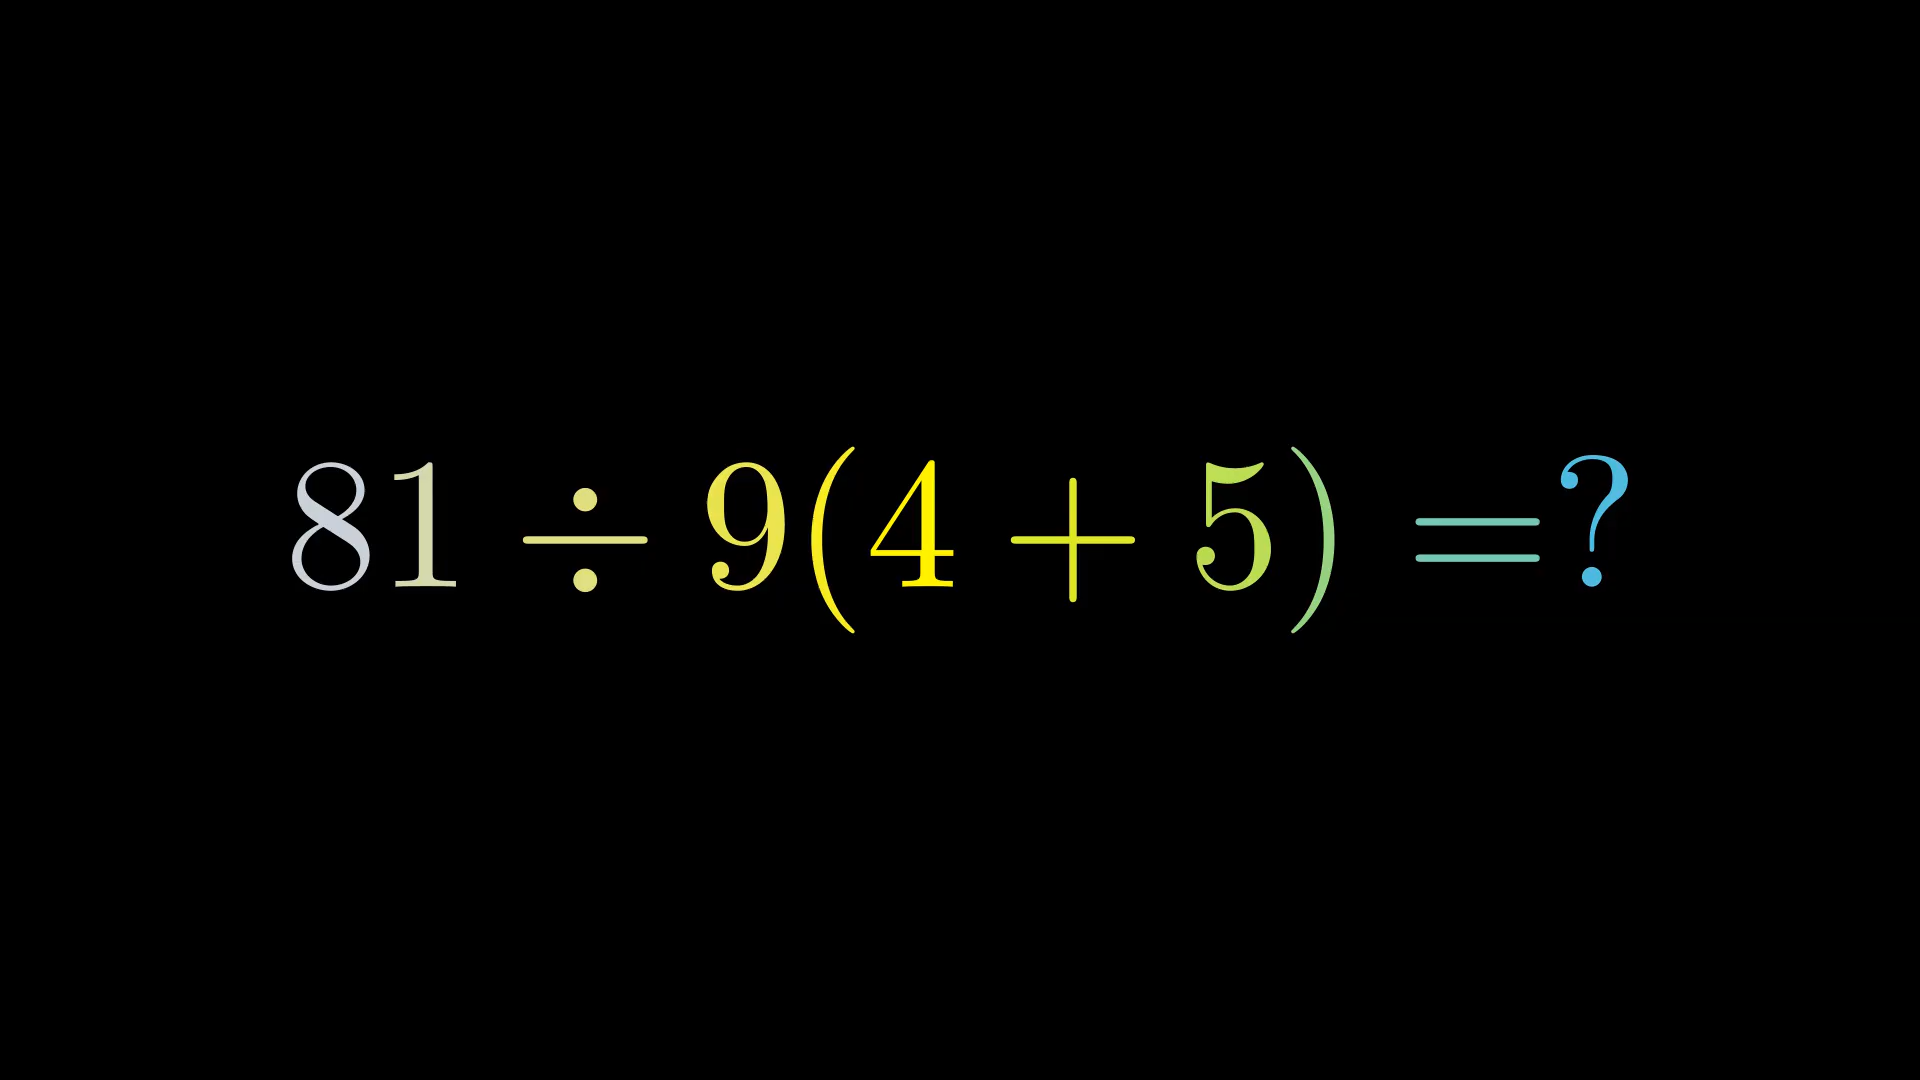 81 ÷ 9(4 + 5) =?